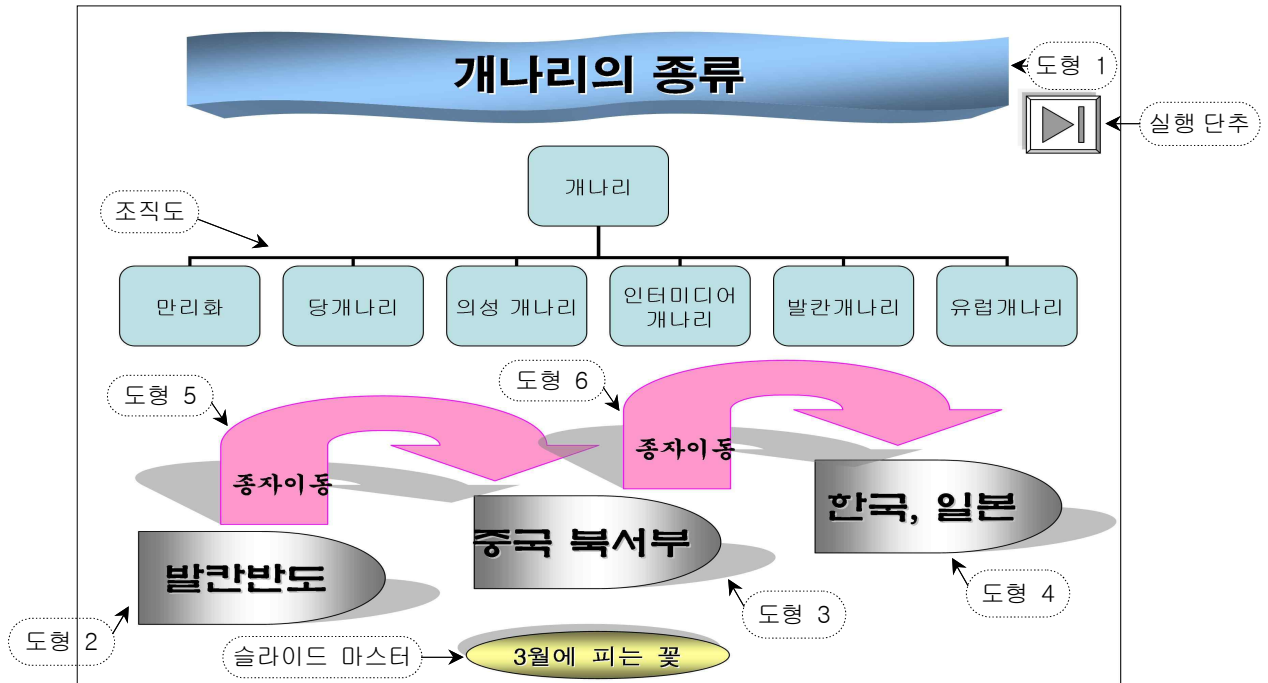 개나리의 종류
도형 1
실행 단추
개나리
조직도
만리화
당개나리
의성 개나리
인터미디어
개나리
발칸개나리
유럽개나리
도형 5
도형 6
종자이동
종자이동
한국, 일본
중국 북서부
발칸반도
도형 4
도형 3
도형 2
슬라이드 마스터
3월에 피는 꽃